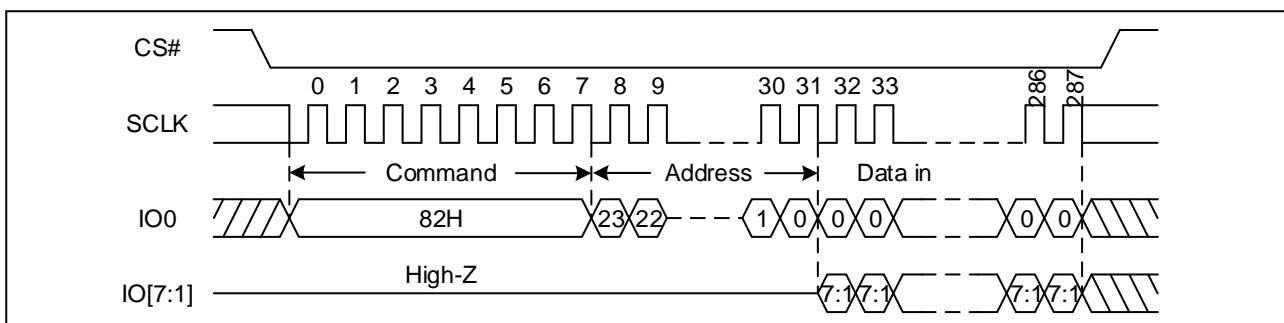 CS#
0 1 2 3 4 5 6 7 8 9 30 31 32 33 286 287
SCLK
Command Address Data in
IO0 82H 23 22 1 0 0 0 0 0
High-Z
IO[7:1] 7:1 7:1 7:1 7:1